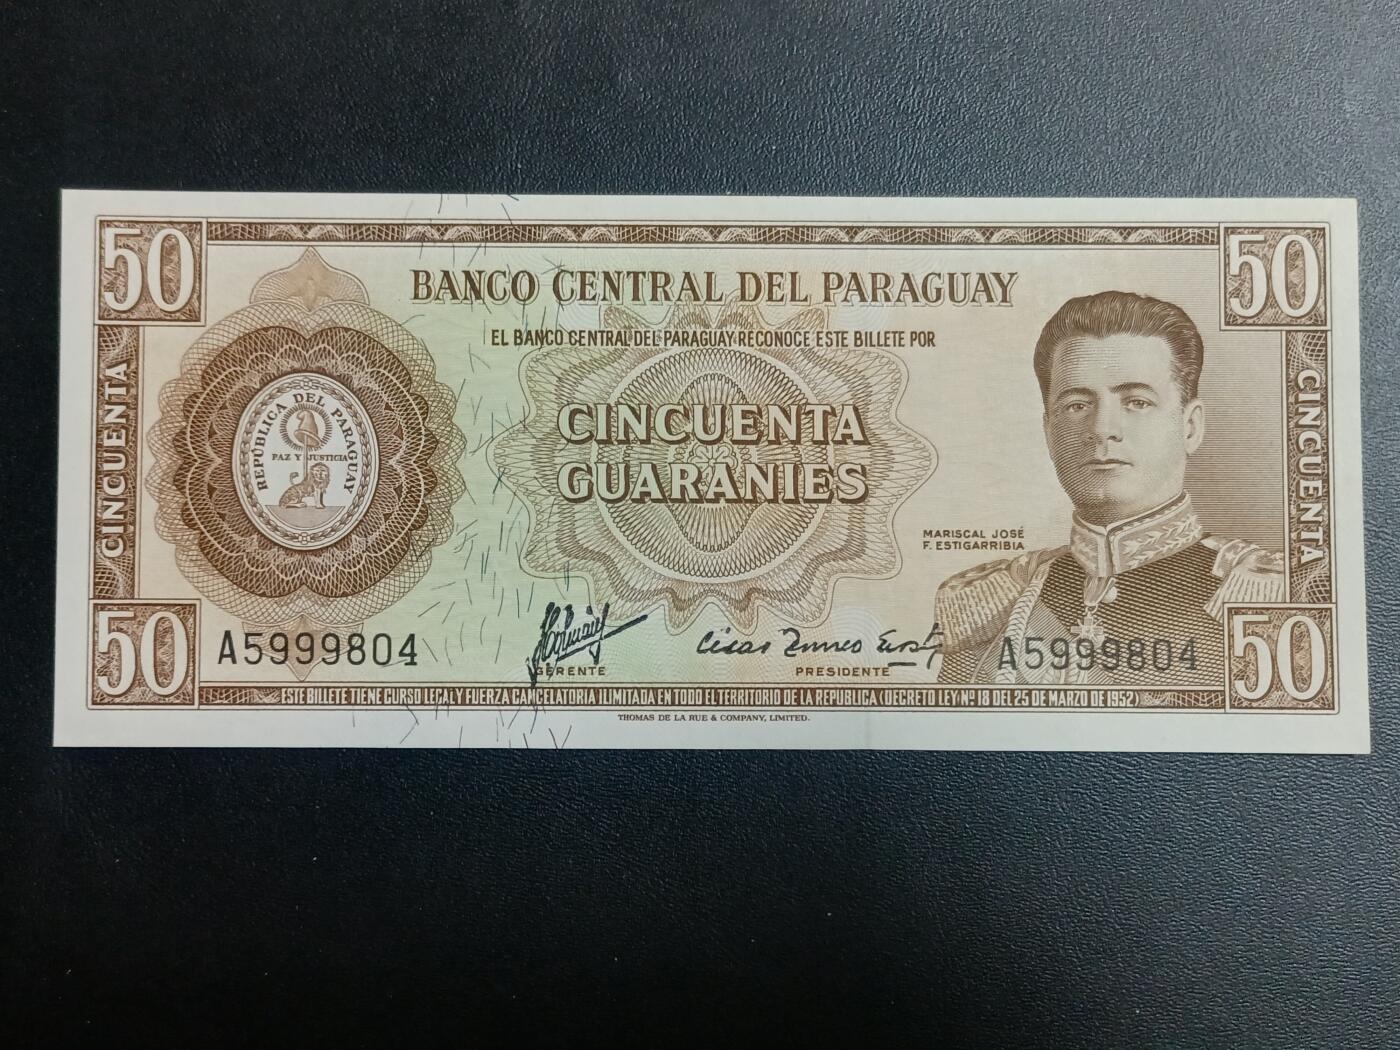 50
50
BANCO CENTRAL DEL PARAGUAY
EL BANCO CENTRAL DEL PARAGUAY RECONOCE ESTE BILLETE POR
CINCUENTA
CINCUENTA
REPÚBLICA DEL PARAGUAY
PAZ Y JUSTICIA
CINCUENTA
GUARANIES
MARISCAL JOSÉ
F. ESTIGARRIBIA
50
50
A5999804
A5999804
GERENTE
PRESIDENTE
ESTE BILLETE TIENE CURSO LEGAL Y FUERZA CANCELATORIA ILIMITADA EN TODO EL TERRITORIO DE LA REPUBLICA (DECRETO LEY Nº 18 DEL 25 DE MARZO DE 1952)
THOMAS DE LA RUE & COMPANY, LIMITED.